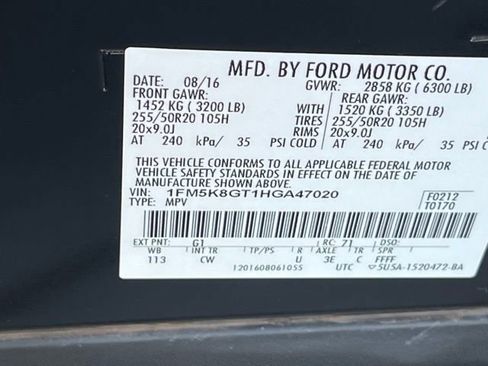 MFD. BY FORD MOTOR CO.
DATE: 08/16 GVWR: 2858 KG (6300 LB)
FRONT GAWR: REAR GAWR:
1452 KG (3200 LB) WITH 1520 KG (3350 LB)
255/50R20 105H TIRES 255/50R20 105H
20x9.0J RIMS 20x9.0J
AT 240 kPa/ 35 PSI COLD AT 240 kPa/ 35 PSI COLD
THIS VEHICLE CONFORMS TO ALL APPLICABLE FEDERAL MOTOR
VEHICLE SAFETY STANDARDS IN EFFECT ON THE DATE OF
MANUFACTURE SHOWN ABOVE.
VIN: 1FM5K8GT1HGA47020 F0212
TYPE: MPV T0170
EXT PNT: G1 RC: 71 DSO:
WB INT TR TP/PS R AXLE TR SPR
113 CW U 3E C FFFF
1201608061055 UTC 5USA-1520472-BA